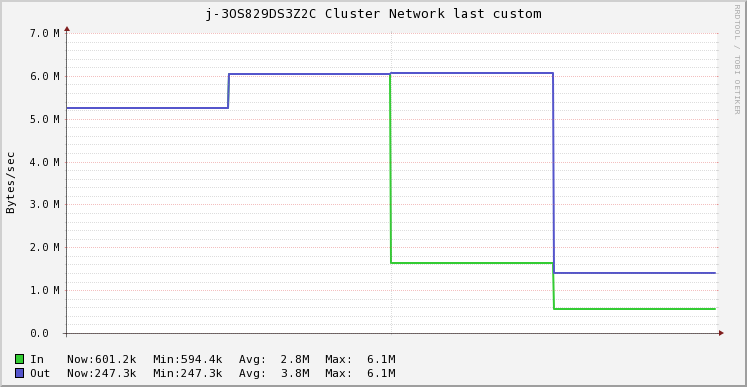 j-3OS829DS3Z2C Cluster Network last custom
RRDTOOL / TOBI OETIKER
Bytes/sec
7.0 M
6.0 M
5.0 M
4.0 M
3.0 M
2.0 M
1.0 M
0.0
In Now:601.2k Min:594.4k Avg: 2.8M Max: 6.1M
Out Now:247.3k Min:247.3k Avg: 3.8M Max: 6.1M